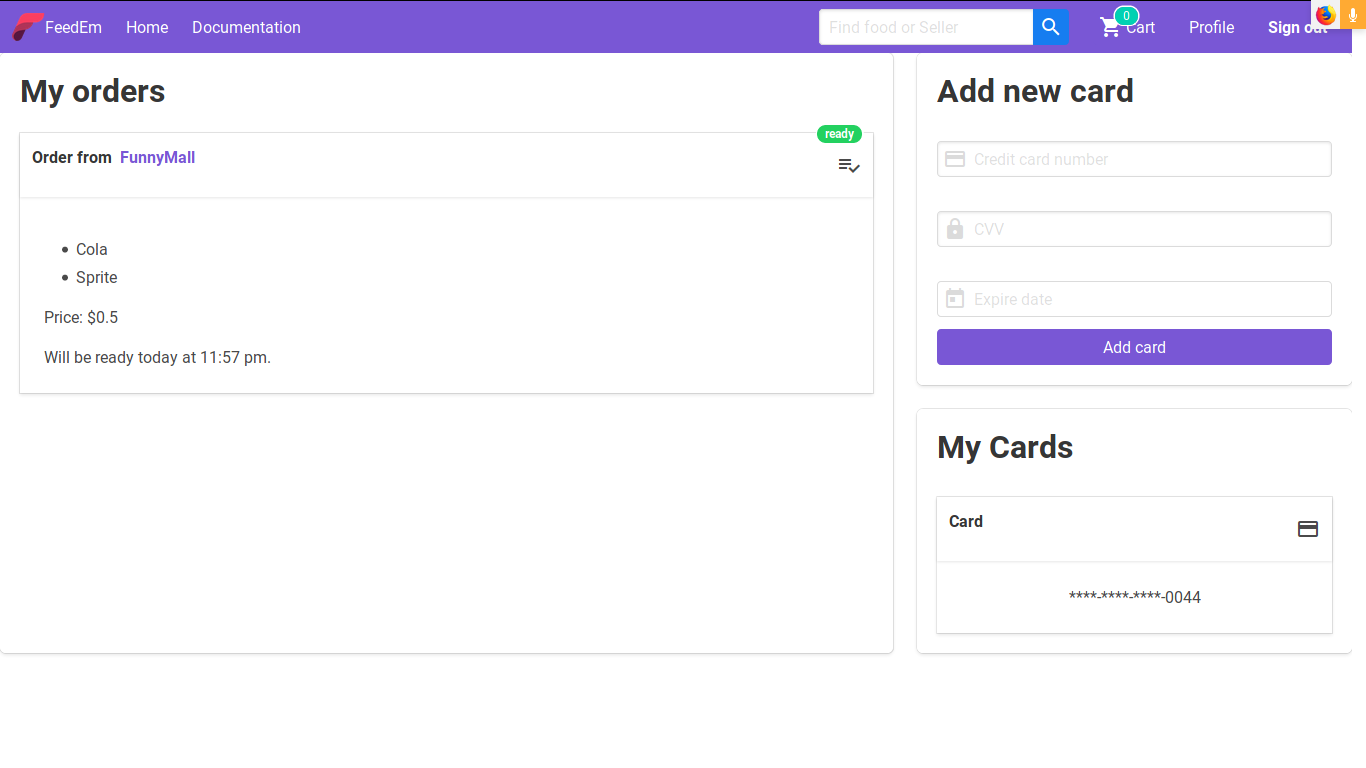 FeedEm Home Documentation Find food or Seller 0 Cart Profile Sign out
My orders
ready
Order from FunnyMall
Cola
Sprite
Price: $0.5
Will be ready today at 11:57 pm.
Add new card
Credit card number
CVV
Expire date
Add card
My Cards
Card
****-****-****-0044